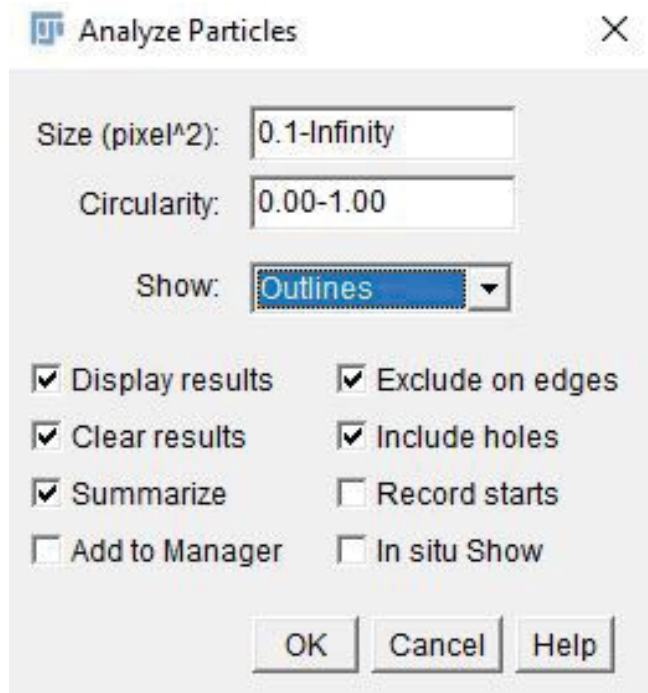 Analyze Particles
Size (pixel^2): 0.1-Infinity
Circularity: 0.00-1.00
Show: Outlines
Display results Exclude on edges
Clear results Include holes
Summarize Record starts
Add to Manager In situ Show
OK Cancel Help